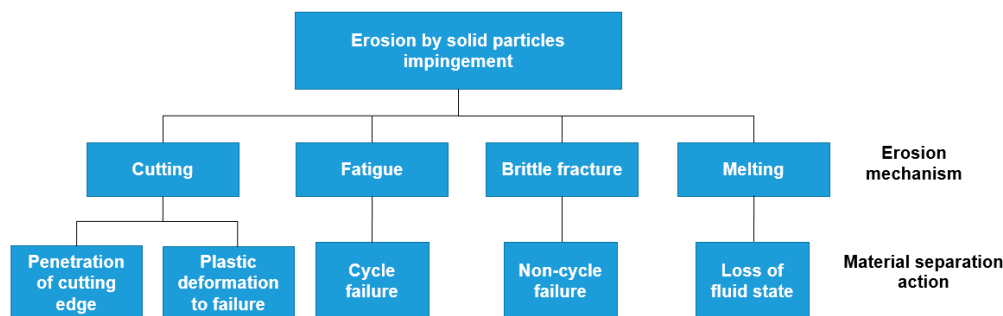 Erosion by solid particles
impingement
Cutting
Fatigue
Brittle fracture
Melting
Erosion
mechanism
Penetration
of cutting
edge
Plastic
deformation
to failure
Cycle
failure
Non-cycle
failure
Loss of
fluid state
Material separation
action